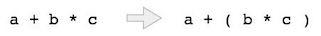 a + b * c a + ( b * c )